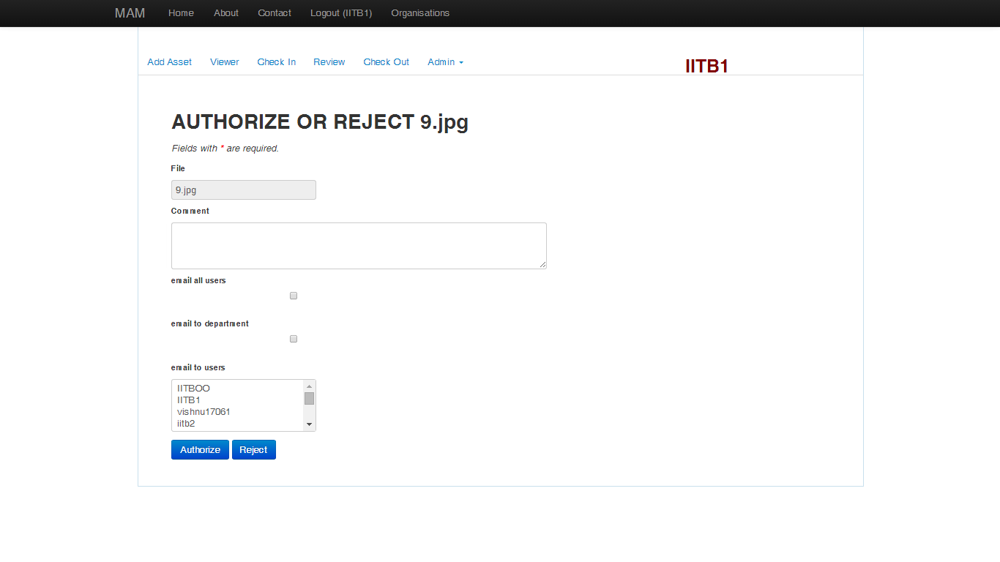 MAM Home About Contact Logout (IITB1) Organisations
Add Asset Viewer Check In Review Check Out Admin
IITB1
AUTHORIZE OR REJECT 9.jpg
Fields with * are required.
File
9.jpg
Comment
email all users
email to department
email to users
IITBOO
IITB1
vishnu17061
iitb2
Authorize Reject